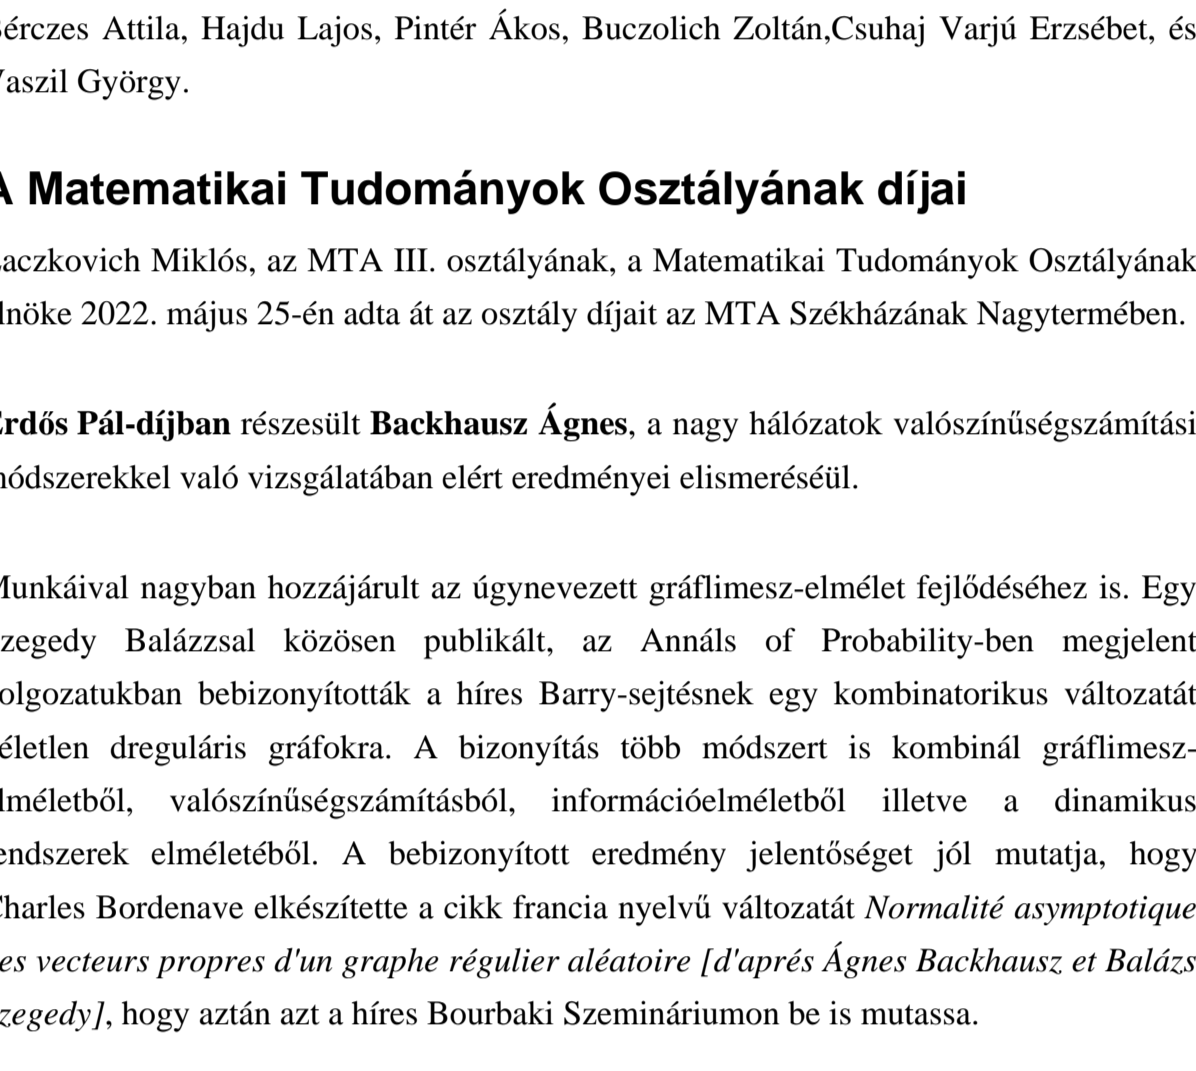 érczes Attila, Hajdu Lajos, Pintér Ákos, Buczolich Zoltán,Csuhaj Varjú Erzsébet, és
Vaszil György.
A Matematikai Tudományok Osztályának díjai
aczkovich Miklós, az MTA III. osztályának, a Matematikai Tudományok Osztályának
lnöke 2022. május 25-én adta át az osztály díjait az MTA Székházának Nagytermében.
Erdős Pál-díjban részesült Backhausz Ágnes, a nagy hálózatok valószínűségszámítási
módszerekkel való vizsgálatában elért eredményei elismeréséül.
Munkáival nagyban hozzájárult az úgynevezett gráflimesz-elmélet fejlődéséhez is. Egy
zegedy Balázzsal közösen publikált, az Annáls of Probability-ben megjelent
olgozatukban bebizonyították a híres Barry-sejtésnek egy kombinatorikus változatát
életlen dreguláris gráfokra. A bizonyítás több módszert is kombinál gráflimesz-
lméletből, valószínűségszámításból, információelméletből illetve a dinamikus
endszerek elméletéből. A bebizonyított eredmény jelentőséget jól mutatja, hogy
Charles Bordenave elkészítette a cikk francia nyelvű változatát Normalité asymptotique
es vecteurs propres d'un graphe régulier aléatoire [d'aprés Ágnes Backhausz et Balázs
zegedy], hogy aztán azt a híres Bourbaki Szemináriumon be is mutassa.